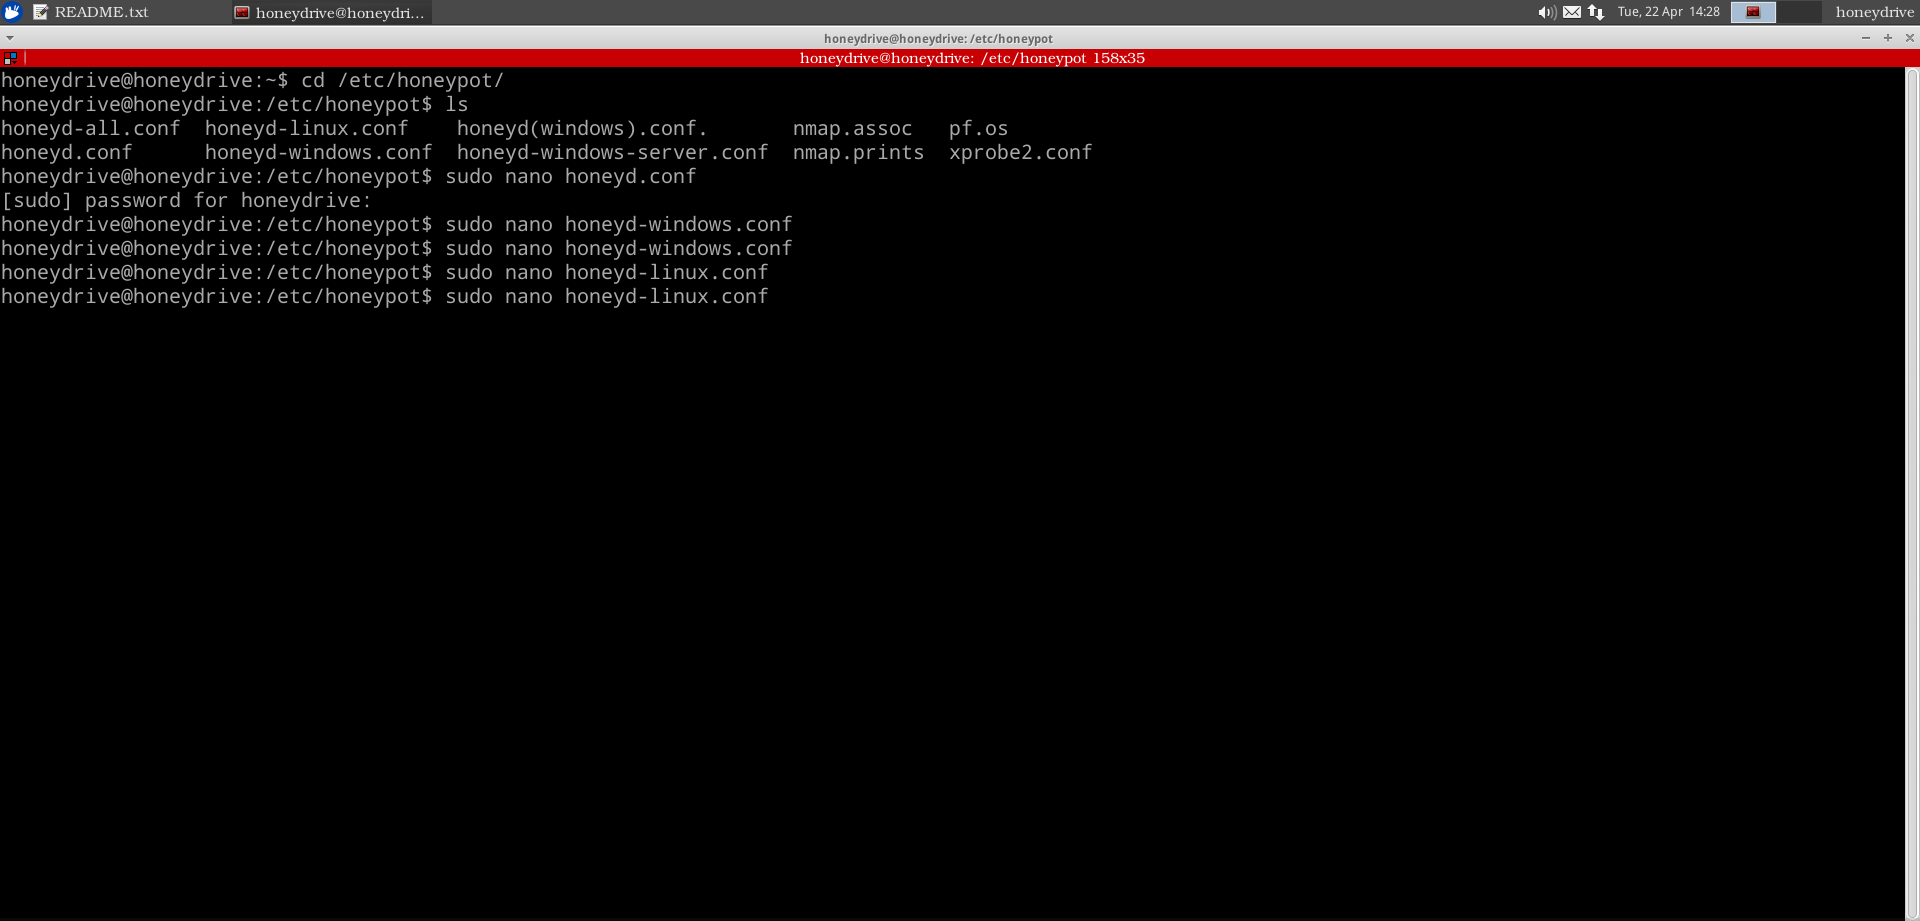 README.txt honeydrive@honeydri... Tue, 22 Apr 14:28 honeydrive
honeydrive@honeydrive: /etc/honeypot
honeydrive@honeydrive: /etc/honeypot 158x35
honeydrive@honeydrive:~$ cd /etc/honeypot/
honeydrive@honeydrive:/etc/honeypot$ ls
honeyd-all.conf  honeyd-linux.conf    honeyd(windows).conf.       nmap.assoc   pf.os
honeyd.conf      honeyd-windows.conf  honeyd-windows-server.conf  nmap.prints  xprobe2.conf
honeydrive@honeydrive:/etc/honeypot$ sudo nano honeyd.conf
[sudo] password for honeydrive:
honeydrive@honeydrive:/etc/honeypot$ sudo nano honeyd-windows.conf
honeydrive@honeydrive:/etc/honeypot$ sudo nano honeyd-windows.conf
honeydrive@honeydrive:/etc/honeypot$ sudo nano honeyd-linux.conf
honeydrive@honeydrive:/etc/honeypot$ sudo nano honeyd-linux.conf